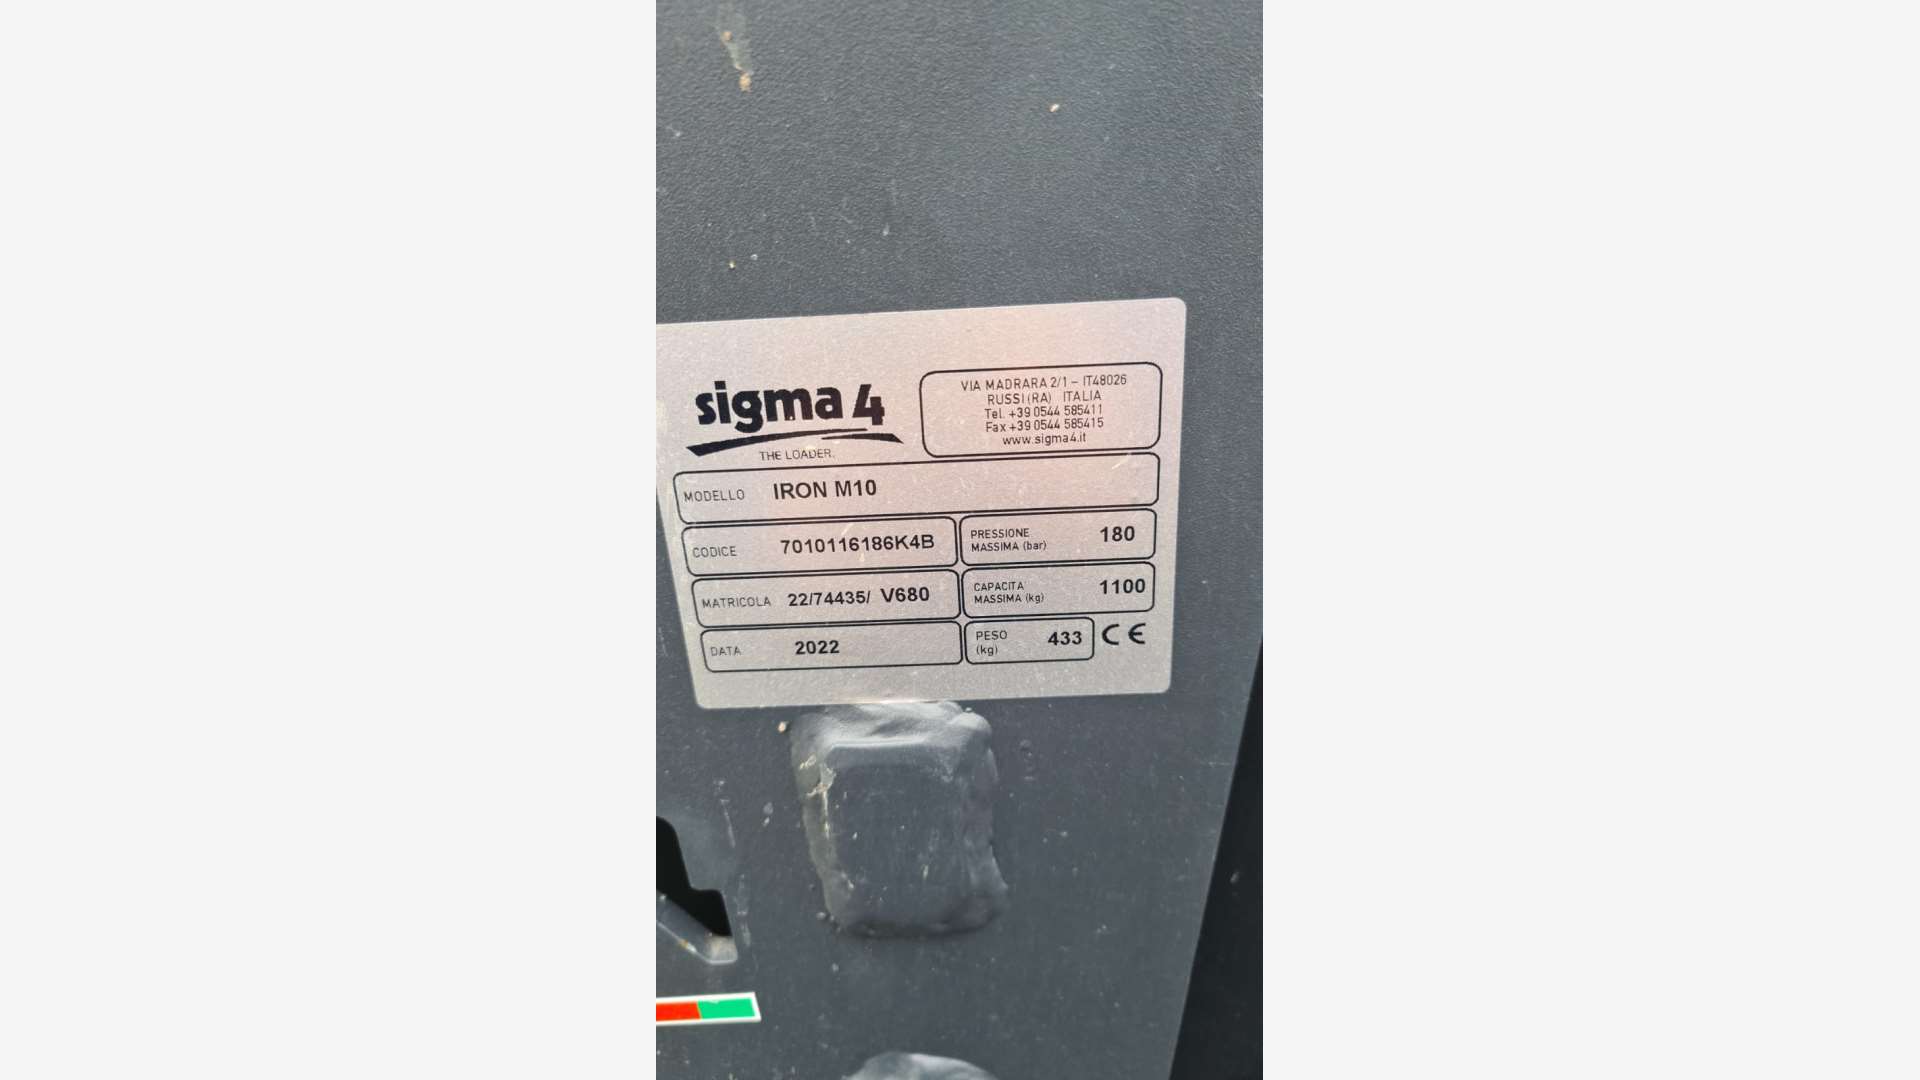 sigma 4
THE LOADER.
VIA MADRARA 2/1 - IT48026
RUSSI (RA) ITALIA
Tel. +39 0544 585411
Fax +39 0544 585415
www.sigma4.it
MODELLO IRON M10
CODICE 7010116186K4B
PRESSIONE
MASSIMA (bar) 180
MATRICOLA 22/74435/ V680
CAPACITA'
MASSIMA (kg) 1100
DATA 2022
PESO
(kg) 433 CE